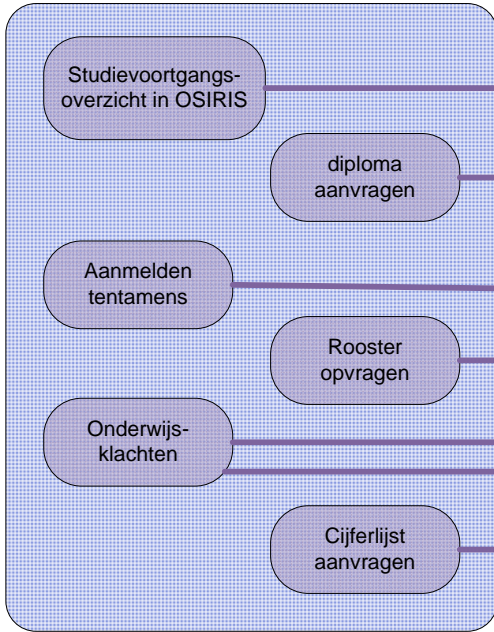 Studievoortgangs-
overzicht in OSIRIS
diploma
aanvragen
Aanmelden
tentamens
Rooster
opvragen
Onderwijs-
klachten
Cijferlijst
aanvragen